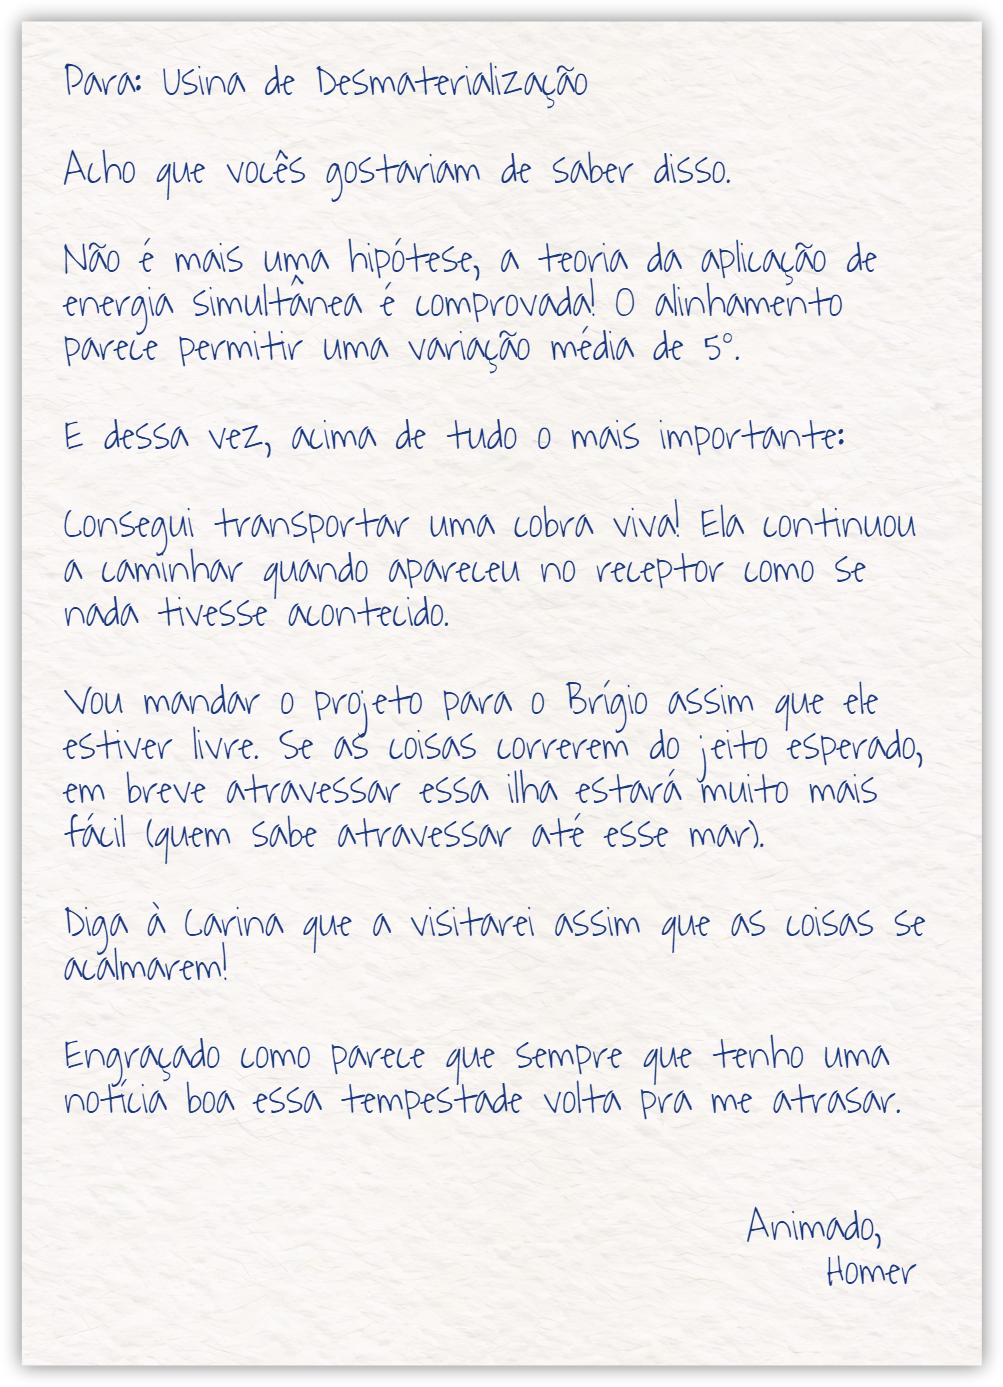 Para: Usina de Desmaterialização
Acho que vocês gostariam de saber disso.
Não é mais uma hipótese, a teoria da aplicação de
energia simultânea é comprovada! O alinhamento
parece permitir uma variação média de 5°.
E dessa vez, acima de tudo o mais importante:
Consegui transportar uma cobra viva! Ela continuou
a caminhar quando apareceu no receptor como se
nada tivesse acontecido.
Vou mandar o projeto para o Brígio assim que ele
estiver livre. Se as coisas correrem do jeito esperado,
em breve atravessar essa ilha estará muito mais
fácil (quem sabe atravessar até esse mar).
Diga à Carina que a visitarei assim que as coisas se
acalmarem!
Engraçado como parece que sempre que tenho uma
notícia boa essa tempestade volta pra me atrasar.
Animado,
Homer